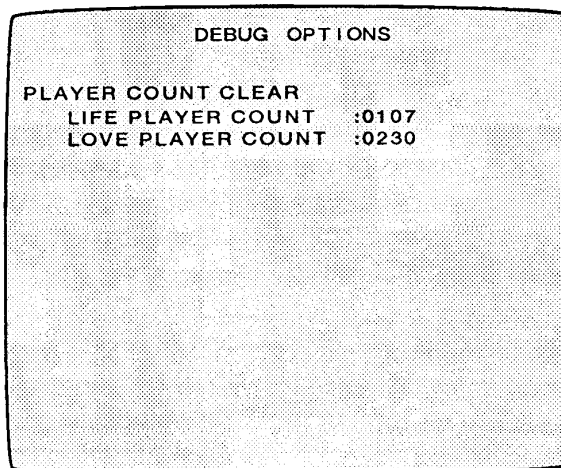 DEBUG OPTIONS
PLAYER COUNT CLEAR
LIFE PLAYER COUNT :0107
LOVE PLAYER COUNT :0230